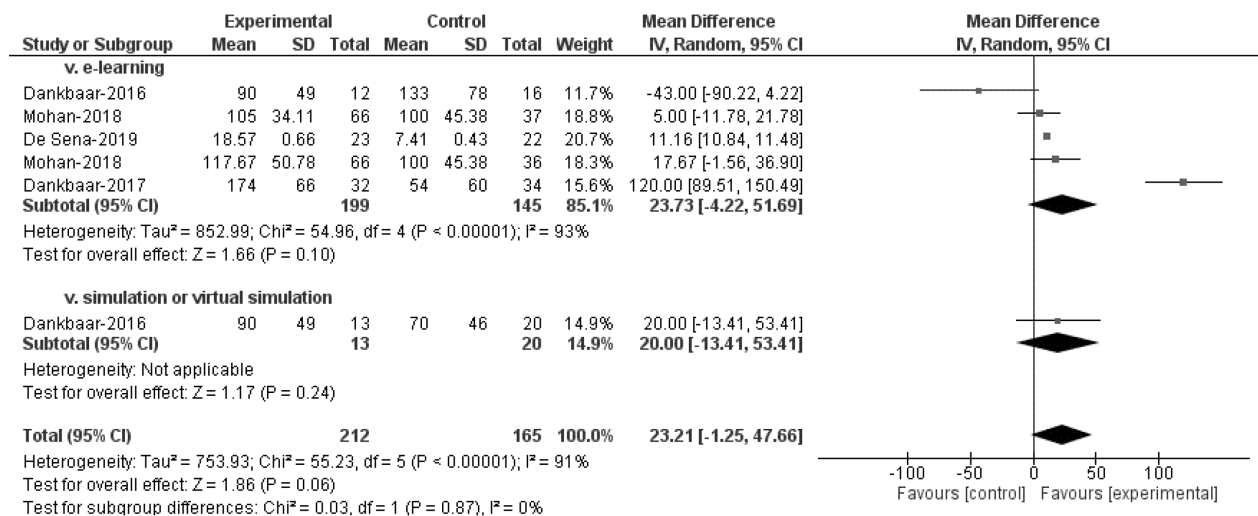 Experimental Control Mean Difference Mean Difference
Study or Subgroup Mean SD Total Mean SD Total Weight IV, Random, 95% CI IV, Random, 95% CI
v. e-learning
Dankbaar-2016 90 49 12 133 78 16 11.7% -43.00 [-90.22, 4.22]
Mohan-2018 105 34.11 66 100 45.38 37 18.8% 5.00 [-11.78, 21.78]
De Sena-2019 18.57 0.66 23 7.41 0.43 22 20.7% 11.16 [10.84, 11.48]
Mohan-2018 117.67 50.78 66 100 45.38 36 18.3% 17.67 [-1.56, 36.90]
Dankbaar-2017 174 66 32 54 60 34 15.6% 120.00 [89.51, 150.49]
Subtotal (95% CI) 199 145 85.1% 23.73 [-4.22, 51.69]
Heterogeneity: Tau² = 852.99; Chi² = 54.96, df = 4 (P < 0.00001); I² = 93%
Test for overall effect: Z = 1.66 (P = 0.10)
v. simulation or virtual simulation
Dankbaar-2016 90 49 13 70 46 20 14.9% 20.00 [-13.41, 53.41]
Subtotal (95% CI) 13 20 14.9% 20.00 [-13.41, 53.41]
Heterogeneity: Not applicable
Test for overall effect: Z = 1.17 (P = 0.24)
Total (95% CI) 212 165 100.0% 23.21 [-1.25, 47.66]
Heterogeneity: Tau² = 753.93; Chi² = 55.23, df = 5 (P < 0.00001); I² = 91%
Test for overall effect: Z = 1.86 (P = 0.06)
Test for subgroup differences: Chi² = 0.03, df = 1 (P = 0.87), I² = 0%
-100 -50 0 50 100
Favours [control] Favours [experimental]